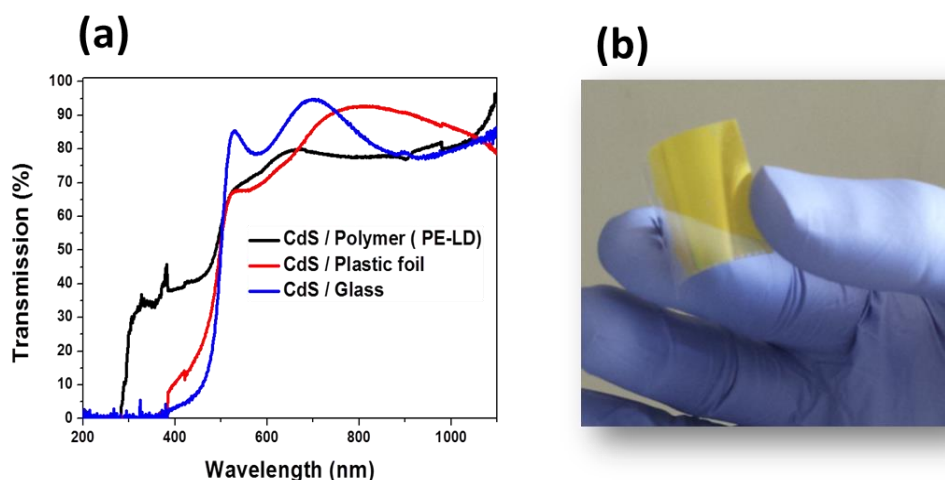 (a)
(b)
Transmission (%)
100
90
80
70
60
50
40
30
20
10
0
CdS / Polymer ( PE-LD)
CdS / Plastic foil
CdS / Glass
200 400 600 800 1000
Wavelength (nm)